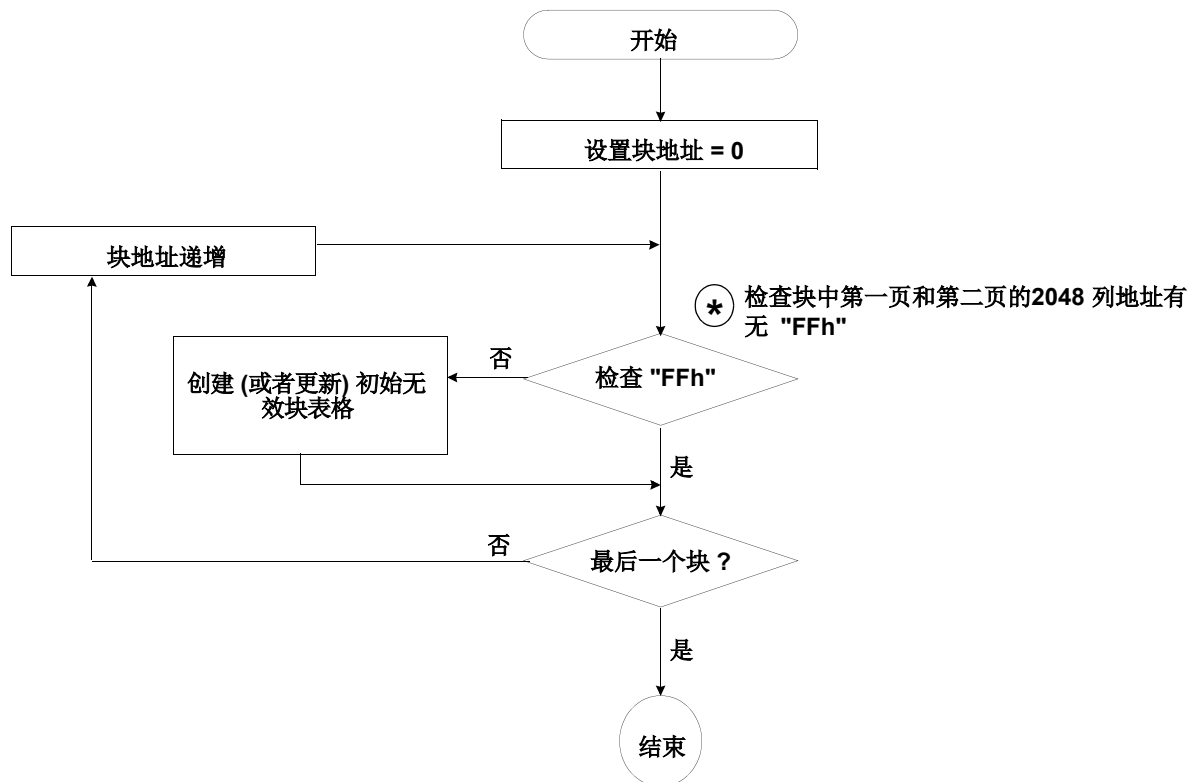 开始
设置块地址 = 0
块地址递增
* 检查块中第一页和第二页的2048 列地址有
无 "FFh"
否
检查 "FFh"
创建 (或者更新) 初始无
效块表格
是
否
最后一个块 ?
是
结束